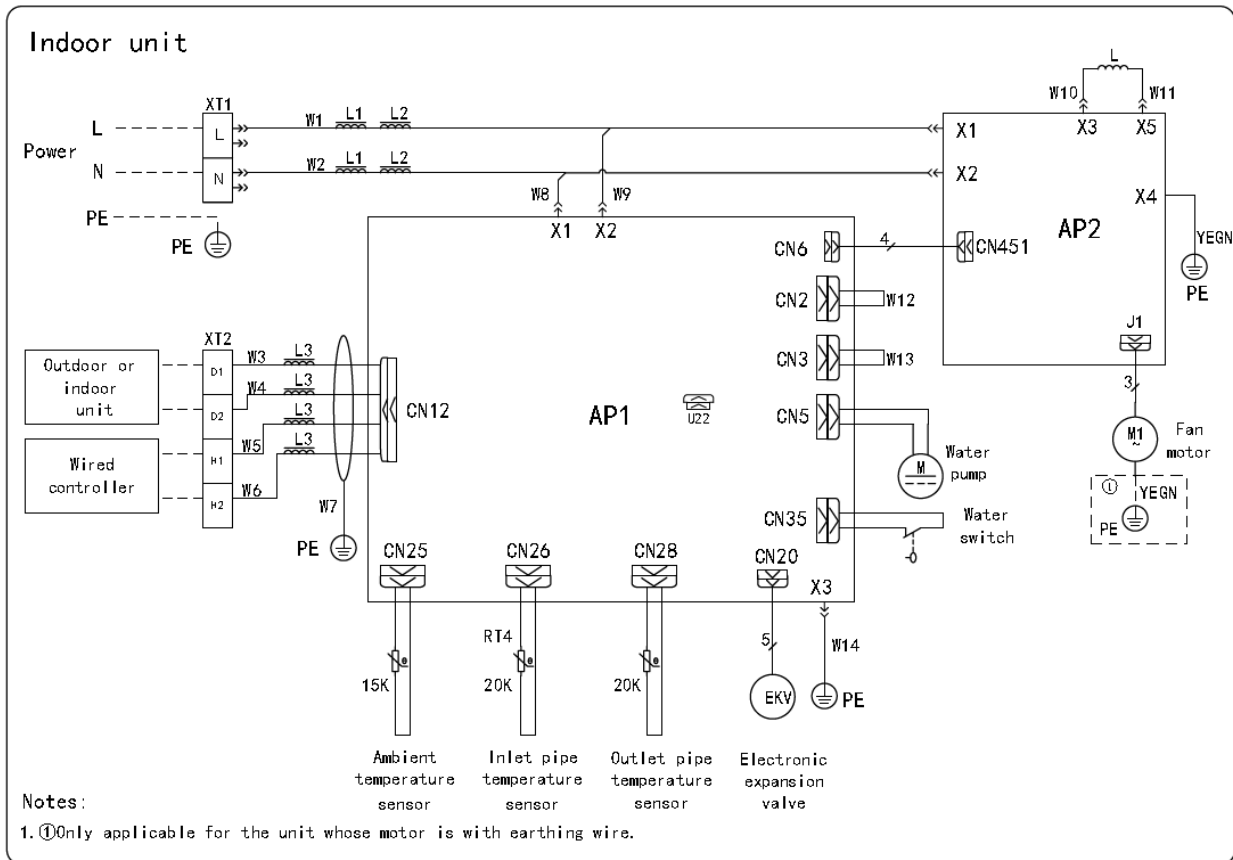 Indoor unit
L
W10
W11
X3
X5
XT1
L
Power
N
PE
L
N
PE
W1
L1
L2
W2
L1
L2
W8
W9
X1
X2
X1
X2
X4
AP2
YEGN
PE
CN6
4
CN451
CN2
W12
CN3
W13
J1
3
M1
~
Fan
motor
①
YEGN
PE
XT2
Outdoor or
indoor
unit
Wired
controller
D1
D2
H1
H2
W3
L3
W4
L3
W5
L3
W6
L3
W7
PE
CN12
AP1
U22
CN5
M
Water
pump
CN35
Water
switch
CN25
CN26
CN28
CN20
X3
15K
RT4
20K
20K
5
EKV
W14
PE
Ambient
temperature
sensor
Inlet pipe
temperature
sensor
Outlet pipe
temperature
sensor
Electronic
expansion
valve
Notes:
1. ①Only applicable for the unit whose motor is with earthing wire.